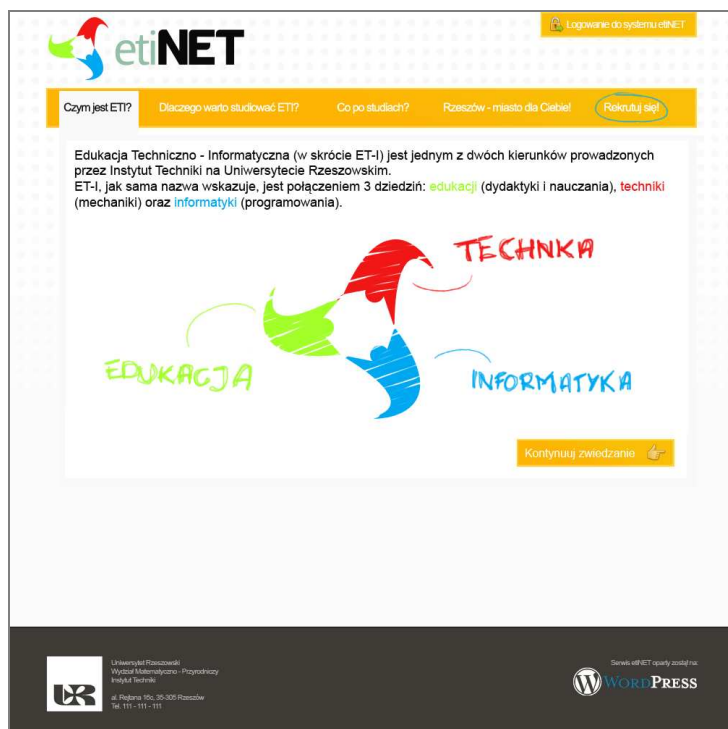 etiNET
Logowanie do systemu etiNET
Czym jest ETI?
Dlaczego warto studiować ETI?
Co po studiach?
Rzeszów - miasto dla Ciebie!
Rekrutuj się!
Edukacja Techniczno - Informatyczna (w skrócie ET-I) jest jednym z dwóch kierunków prowadzonych
przez Instytut Techniki na Uniwersytecie Rzeszowskim.
ET-I, jak sama nazwa wskazuje, jest połączeniem 3 dziedzin: edukacji (dydaktyki i nauczania), techniki
(mechaniki) oraz informatyki (programowania).
TECHNKA
EDUKACJA
INFORMATYKA
Kontynuuj zwiedzanie
Uniwersytet Rzeszowski
Wydział Matematyczno - Przyrodniczy
Instytut Techniki
al. Rejtana 16c, 35-305 Rzeszów
Tel. 111 - 111 - 111
UR
Serwis etiNET oparty został na:
WORDPRESS